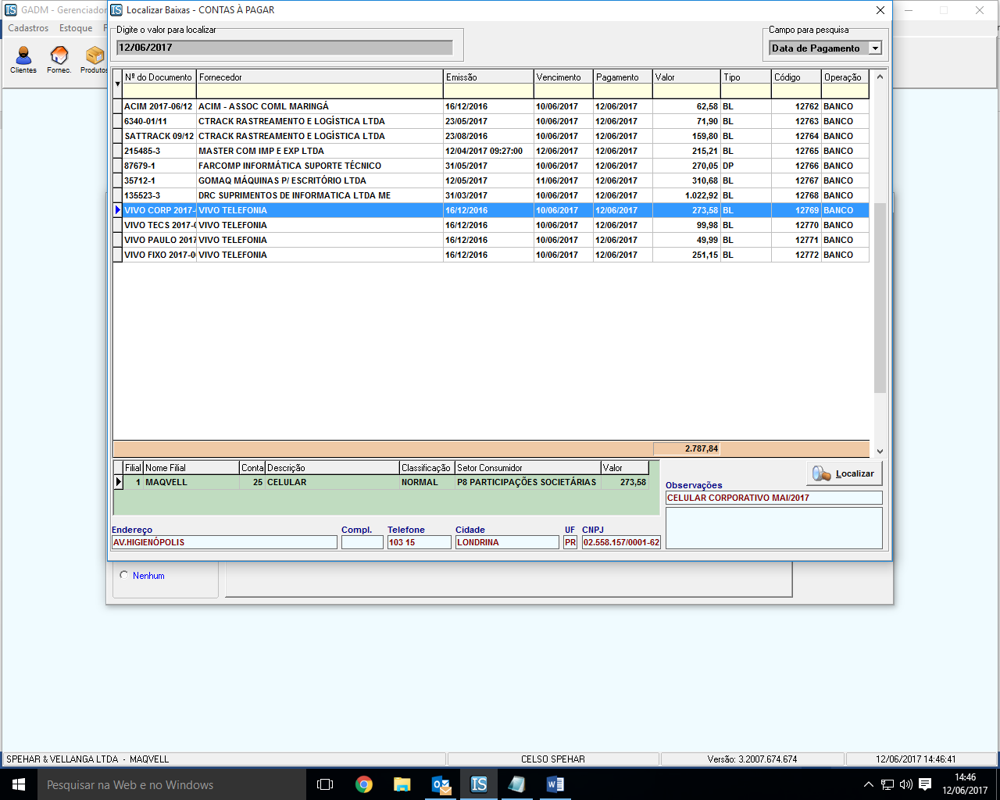 GADM - Gerenciador
Localizar Baixas - CONTAS À PAGAR
Cadastros Estoque F
Clientes Fornec. Produtos
Digite o valor para localizar
Campo para pesquisa
12/06/2017
Data de Pagamento
Nº do Documento Fornecedor Emissão Vencimento Pagamento Valor Tipo Código Operação
ACIM 2017-06/12 ACIM - ASSOC COML MARINGÁ 16/12/2016 10/06/2017 12/06/2017 62,58 BL 12762 BANCO
6340-01/11 CTRACK RASTREAMENTO E LOGÍSTICA LTDA 23/05/2017 10/06/2017 12/06/2017 71,90 BL 12763 BANCO
SATTRACK 09/12 CTRACK RASTREAMENTO E LOGÍSTICA LTDA 23/08/2016 10/06/2017 12/06/2017 159,80 BL 12764 BANCO
215485-3 MASTER COM IMP E EXP LTDA 12/04/2017 09:27:00 12/06/2017 12/06/2017 215,21 BL 12765 BANCO
87679-1 FARCOMP INFORMÁTICA SUPORTE TÉCNICO 31/05/2017 10/06/2017 12/06/2017 270,05 DP 12766 BANCO
35712-1 GOMAQ MÁQUINAS P/ ESCRITÓRIO LTDA 12/05/2017 11/06/2017 12/06/2017 310,68 BL 12767 BANCO
135523-3 DRC SUPRIMENTOS DE INFORMATICA LTDA ME 31/03/2017 10/06/2017 12/06/2017 1.022,92 BL 12768 BANCO
VIVO CORP 2017- VIVO TELEFONIA 16/12/2016 10/06/2017 12/06/2017 273,58 BL 12769 BANCO
VIVO TECS 2017-0 VIVO TELEFONIA 16/12/2016 10/06/2017 12/06/2017 99,98 BL 12770 BANCO
VIVO PAULO 2017 VIVO TELEFONIA 16/12/2016 10/06/2017 12/06/2017 49,99 BL 12771 BANCO
VIVO FIXO 2017-0 VIVO TELEFONIA 16/12/2016 10/06/2017 12/06/2017 251,15 BL 12772 BANCO
2.787,84
Filial Nome Filial Conta Descrição Classificação Setor Consumidor Valor
1 MAQVELL 25 CELULAR NORMAL P8 PARTICIPAÇÕES SOCIETÁRIAS 273,58
Localizar
Observações
CELULAR CORPORATIVO MAI/2017
Endereço Compl. Telefone Cidade UF CNPJ
AV.HIGIENÓPOLIS 103 15 LONDRINA PR 02.558.157/0001-62
Nenhum
SPEHAR & VELLANGA LTDA - MAQVELL CELSO SPEHAR Versão: 3.2007.674.674 12/06/2017 14:46:41
Pesquisar na Web e no Windows
14:46
12/06/2017